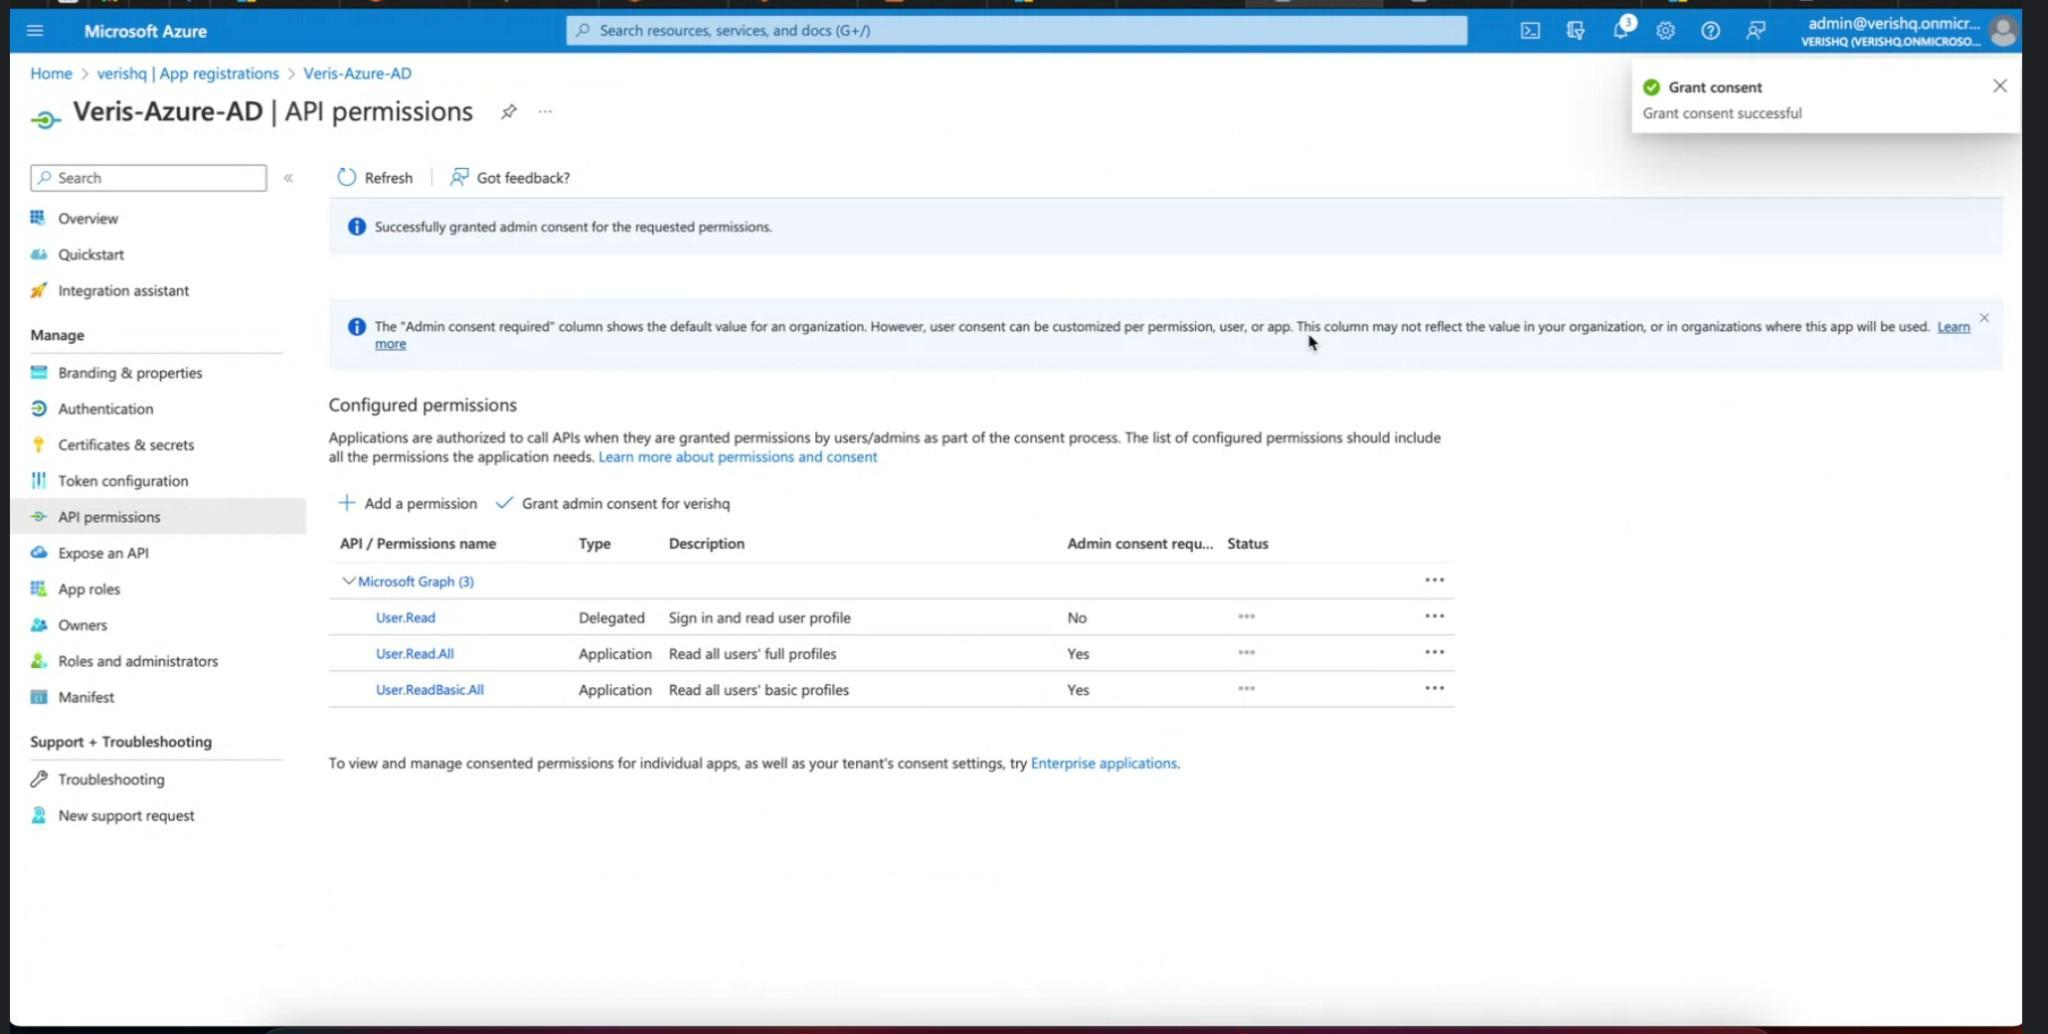 Microsoft Azure
Search resources, services, and docs (G+/)
3
admin@verishq.onmicr...
VERISHQ (VERISHQ.ONMICROSO...
Home > verishq | App registrations > Veris-Azure-AD
Veris-Azure-AD | API permissions
...
Grant consent
Grant consent successful
Search
«
Refresh
Got feedback?
Overview
Quickstart
Integration assistant
Manage
Branding & properties
Authentication
Certificates & secrets
Token configuration
API permissions
Expose an API
App roles
Owners
Roles and administrators
Manifest
Support + Troubleshooting
Troubleshooting
New support request
Successfully granted admin consent for the requested permissions.
The "Admin consent required" column shows the default value for an organization. However, user consent can be customized per permission, user, or app. This column may not reflect the value in your organization, or in organizations where this app will be used. Learn
more
Configured permissions
Applications are authorized to call APIs when they are granted permissions by users/admins as part of the consent process. The list of configured permissions should include
all the permissions the application needs. Learn more about permissions and consent
Add a permission Grant admin consent for verishq
API / Permissions name Type Description Admin consent requ... Status
Microsoft Graph (3) ...
User.Read Delegated Sign in and read user profile No ... ...
User.Read.All Application Read all users' full profiles Yes ... ...
User.ReadBasic.All Application Read all users' basic profiles Yes ... ...
To view and manage consented permissions for individual apps, as well as your tenant's consent settings, try Enterprise applications.